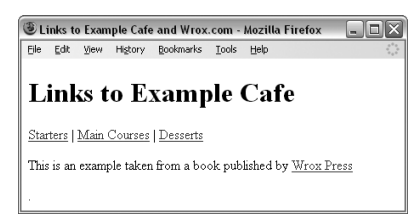 Links to Example Cafe and Wrox.com - Mozilla Firefox
File Edit View History Bookmarks Tools Help
Links to Example Cafe
Starters | Main Courses | Desserts
This is an example taken from a book published by Wrox Press
.